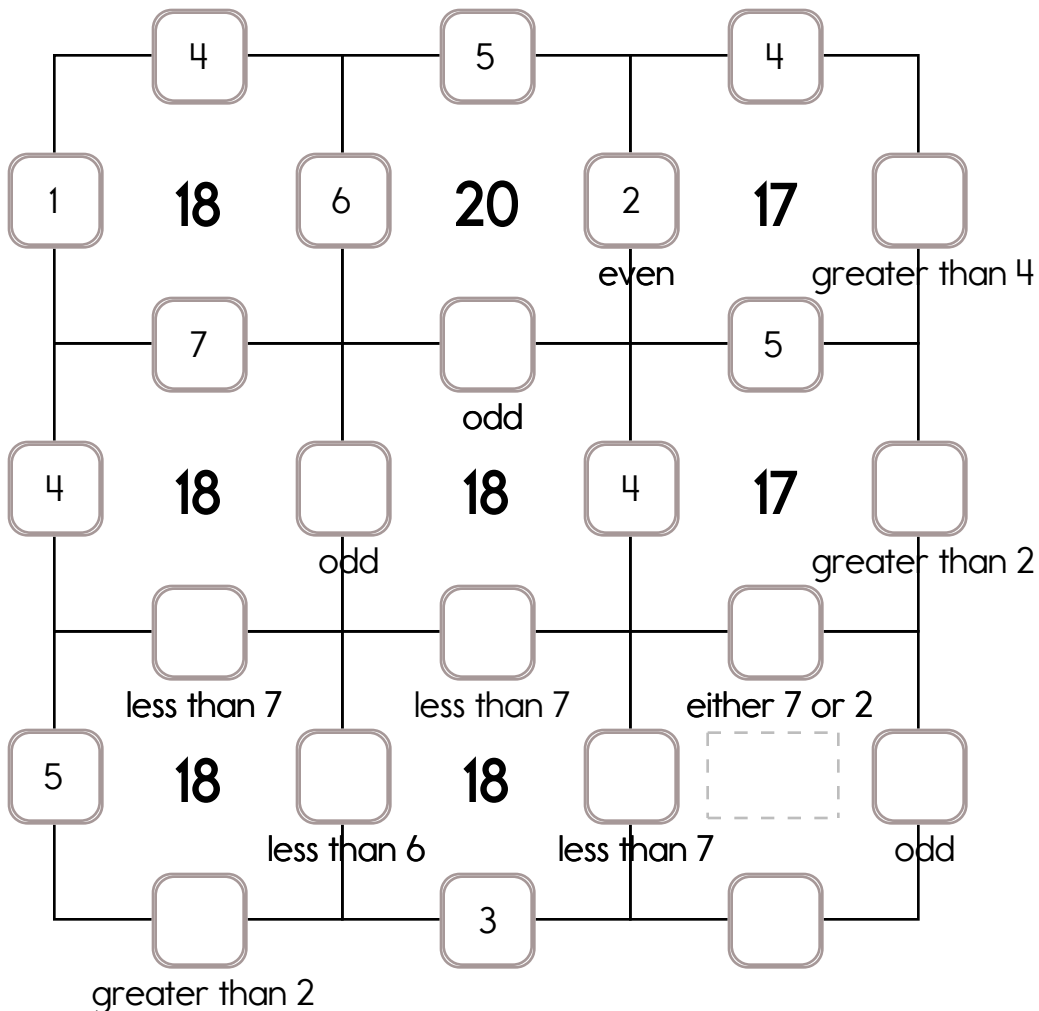 4 5 4
1 18 6 20 2 17
even greater than 4
7 5
odd
4 18 18 4 17
odd greater than 2
less than 7 less than 7 either 7 or 2
5 18 18
less than 6 less than 7 odd
3
greater than 2